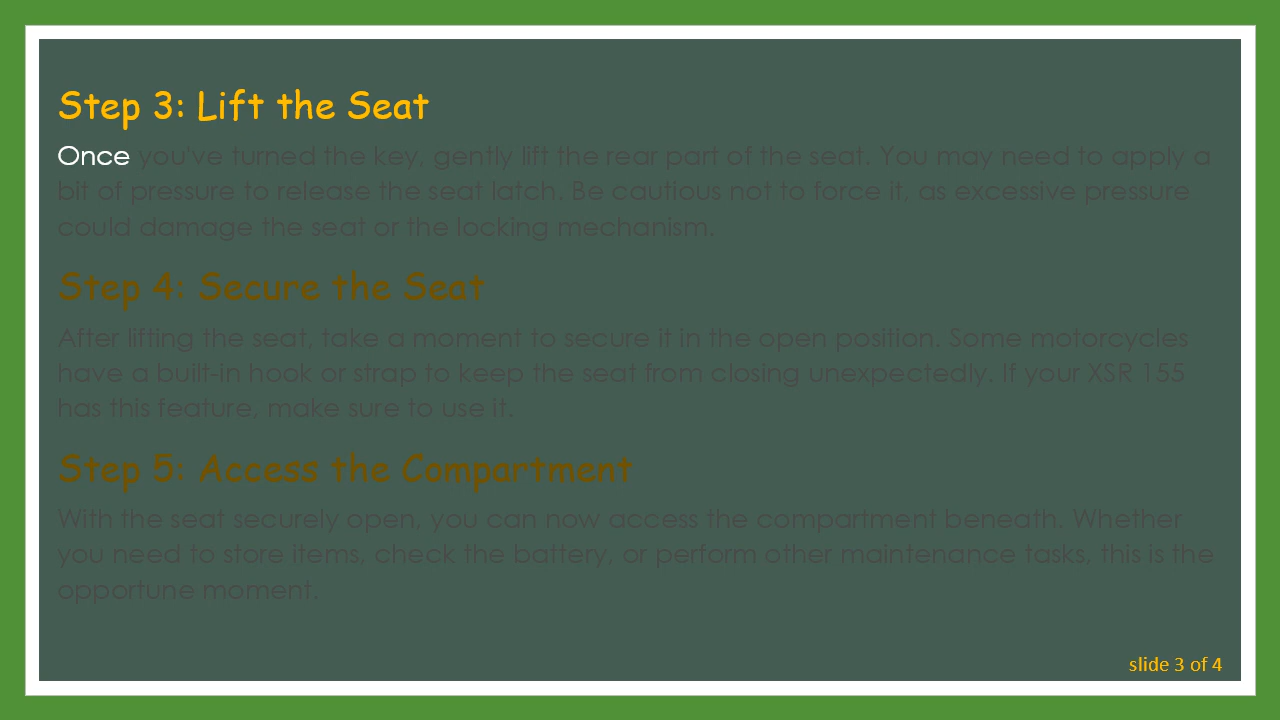 Step 3: Lift the Seat
Once you've turned the key, gently lift the rear part of the seat. You may need to apply a
bit of pressure to release the seat latch. Be cautious not to force it, as excessive pressure
could damage the seat or the locking mechanism.
Step 4: Secure the Seat
After lifting the seat, take a moment to secure it in the open position. Some motorcycles
have a built-in hook or strap to keep the seat from closing unexpectedly. If your XSR 155
has this feature, make sure to use it.
Step 5: Access the Compartment
With the seat securely open, you can now access the compartment beneath. Whether
you need to store items, check the battery, or perform other maintenance tasks, this is the
opportune moment.
slide 3 of 4